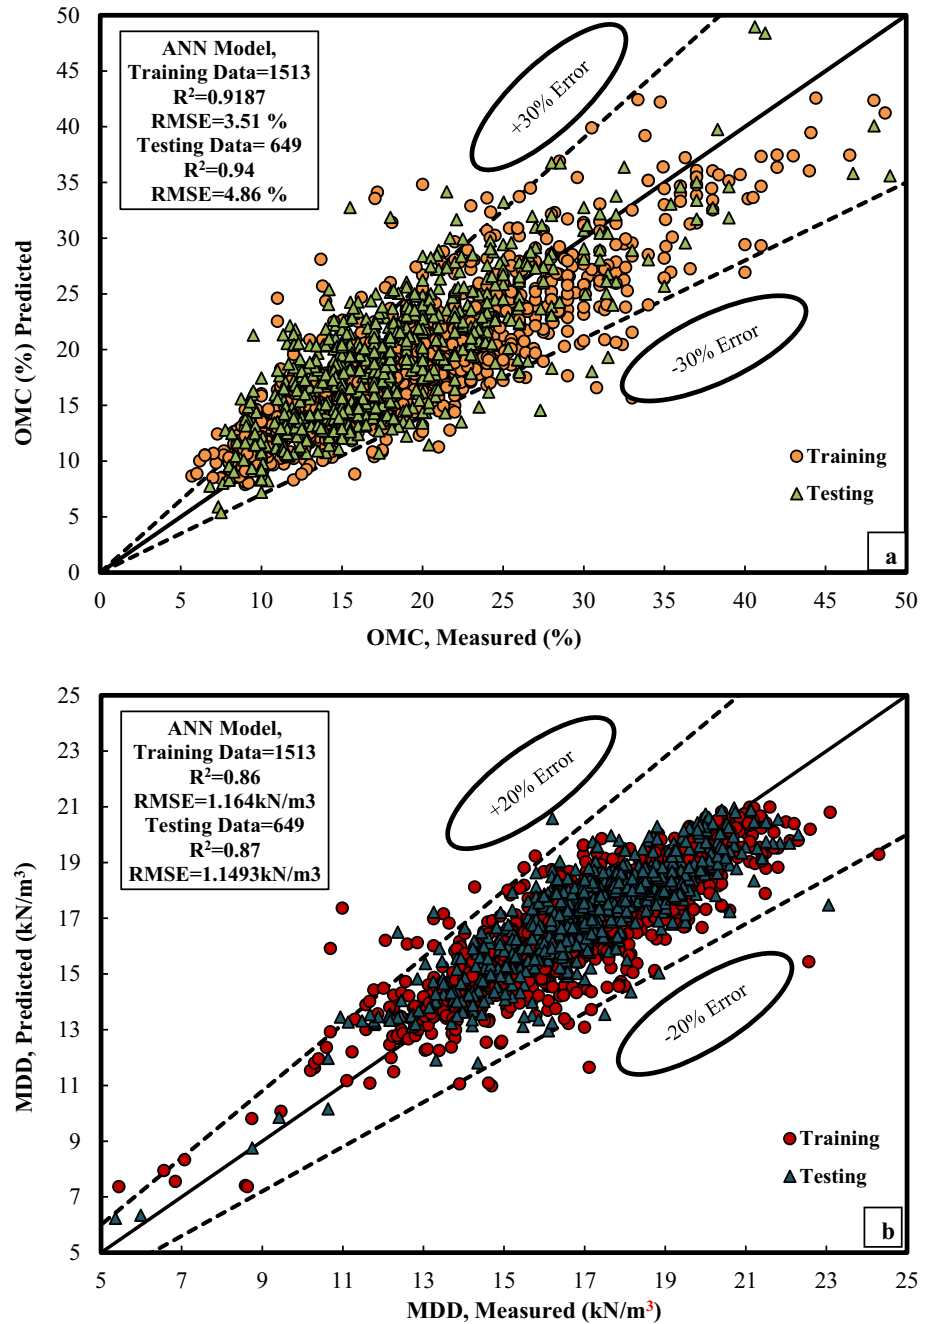 50
45
40
35
30
25
20
15
10
5
0
OMC (%) Predicted
ANN Model,
Training Data=1513
R²=0.9187
RMSE=3.51 %
Testing Data= 649
R²=0.94
RMSE=4.86 %
+30% Error
-30% Error
Training
Testing
a
0 5 10 15 20 25 30 35 40 45 50
OMC, Measured (%)
25
23
21
19
17
15
13
11
9
7
5
MDD, Predicted (kN/m³)
ANN Model,
Training Data=1513
R²=0.86
RMSE=1.164kN/m3
Testing Data=649
R²=0.87
RMSE=1.1493kN/m3
+20% Error
-20% Error
Training
Testing
b
5 7 9 11 13 15 17 19 21 23 25
MDD, Measured (kN/m³)